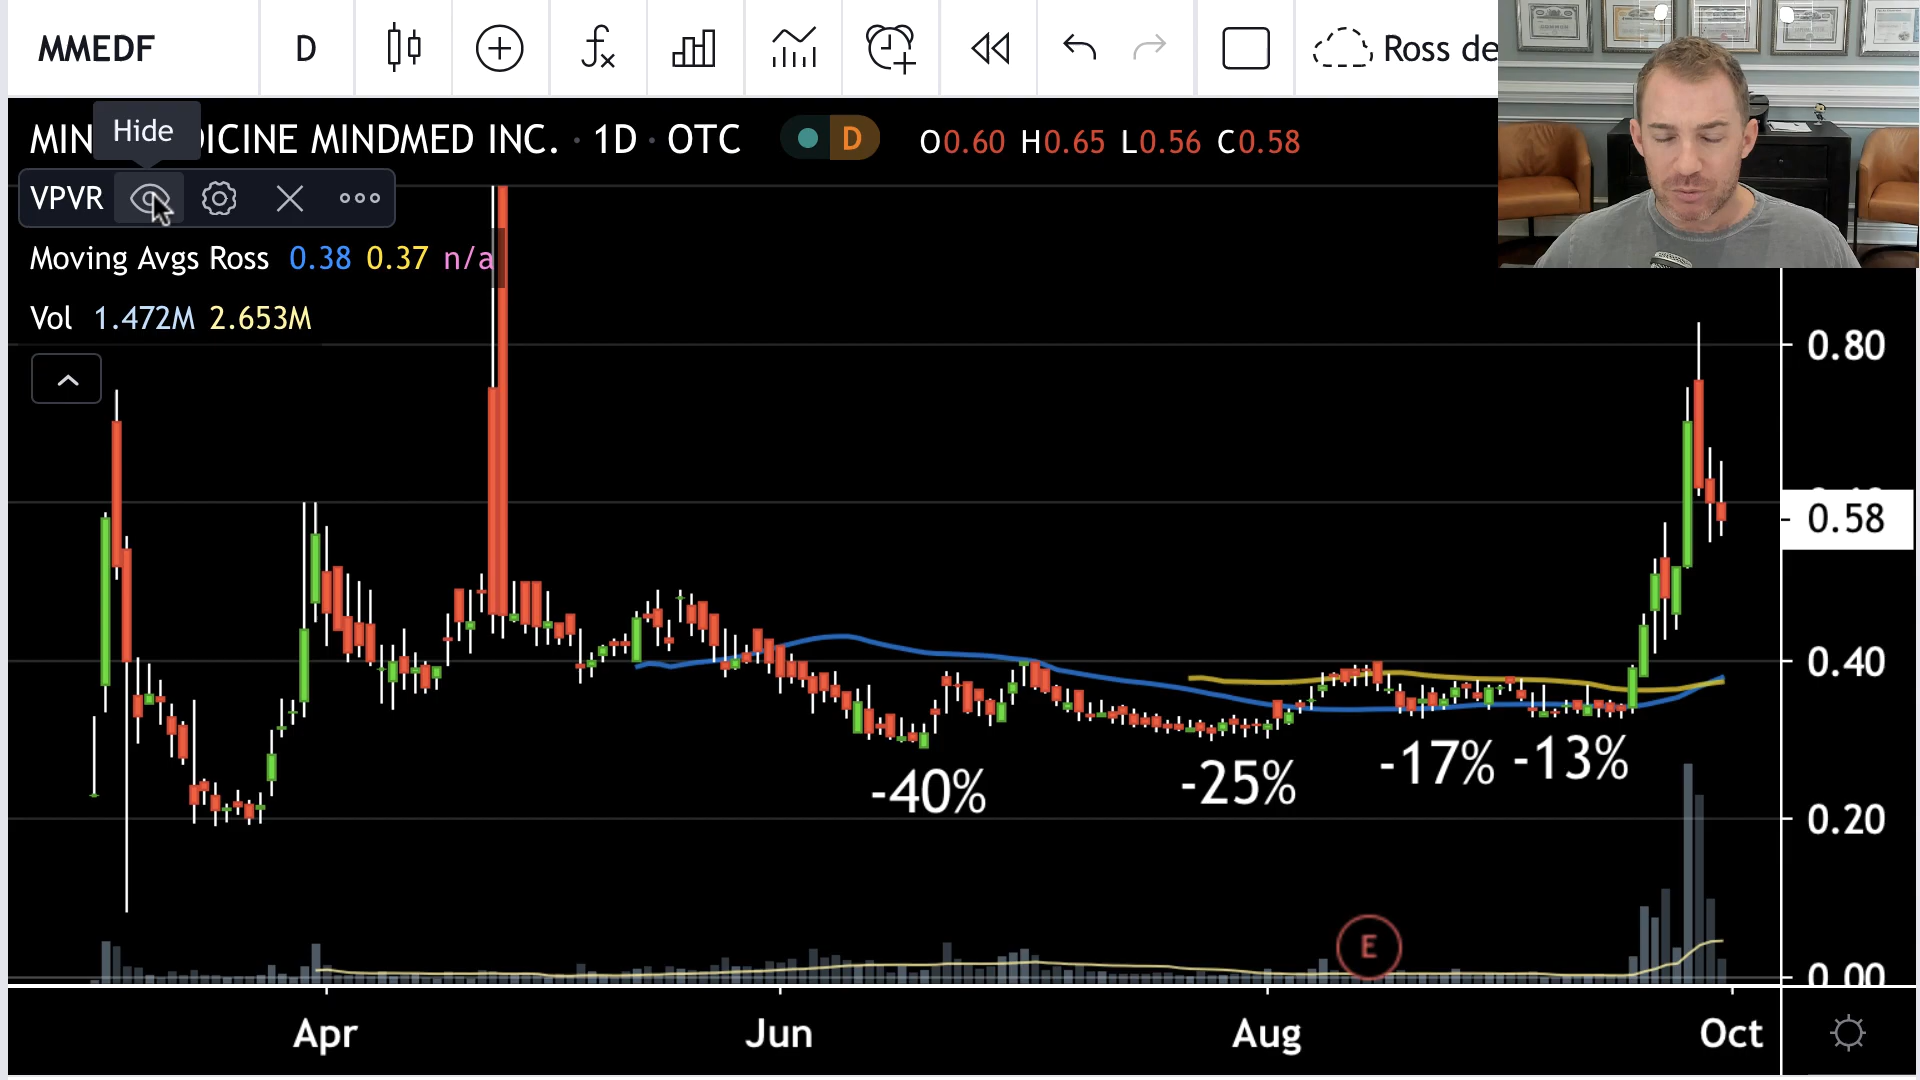 MMEDF
D
Ross de
Hide
MIN DICINE MINDMED INC. · 1D · OTC
D
O0.60 H0.65 L0.56 C0.58
VPVR
Moving Avgs Ross 0.38 0.37 n/a
Vol 1.472M 2.653M
0.80
0.58
0.40
0.20
0.00
-40%
-25%
-17%
-13%
E
Apr
Jun
Aug
Oct